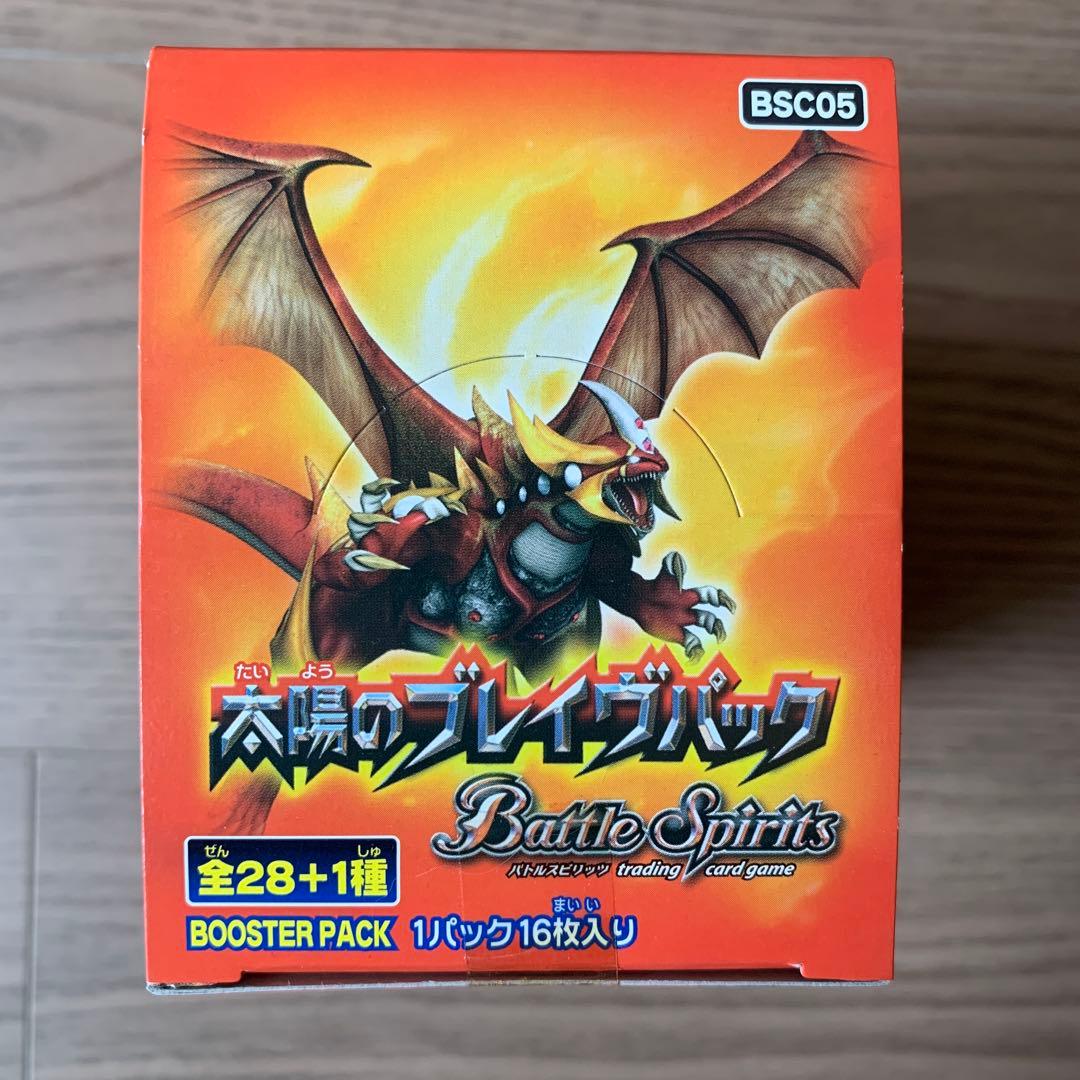 BSC05
たい よう
太陽のブレイヴパック
Battle Spirits
バトルスピリッツ trading card game
ぜん しゅ
全28+1種
まい い
BOOSTER PACK 1パック16枚入り